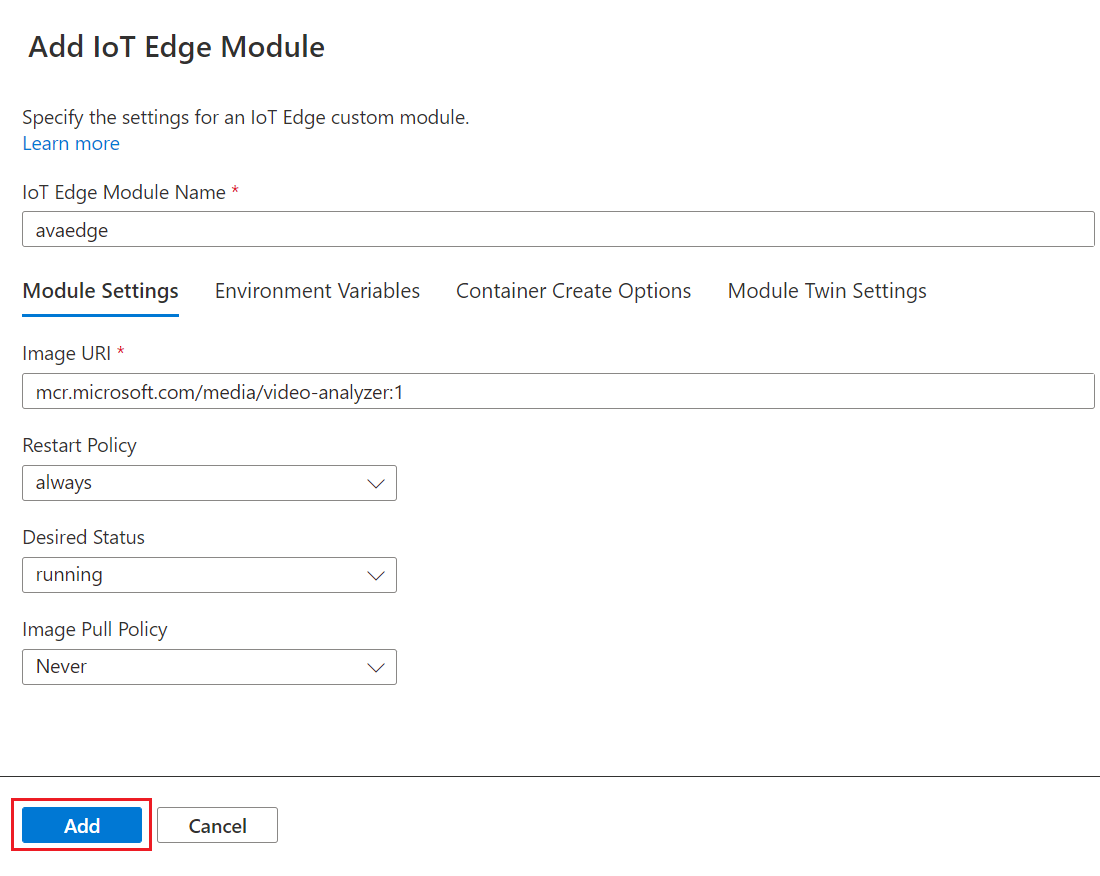 Add IoT Edge Module
Specify the settings for an IoT Edge custom module.
Learn more
IoT Edge Module Name *
avaedge
Module Settings Environment Variables Container Create Options Module Twin Settings
Image URI *
mcr.microsoft.com/media/video-analyzer:1
Restart Policy
always
Desired Status
running
Image Pull Policy
Never
Add Cancel